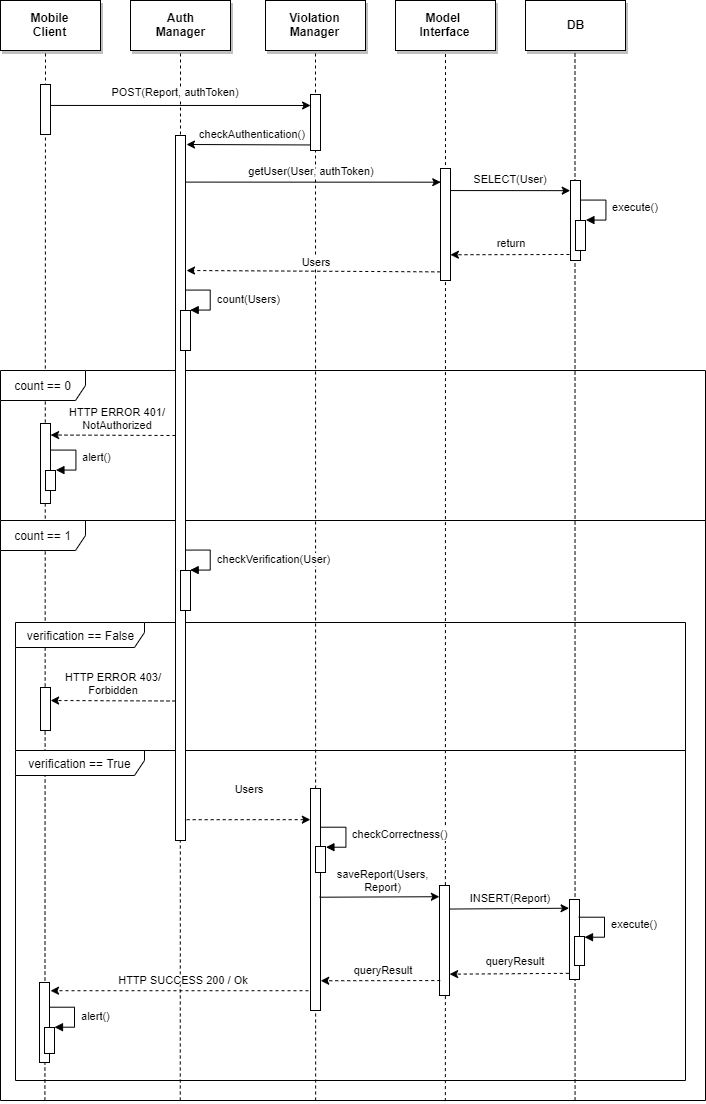 Mobile
Client
Auth
Manager
Violation
Manager
Model
Interface
DB
POST(Report, authToken)
checkAuthentication()
getUser(User, authToken)
SELECT(User)
execute()
return
Users
count(Users)
count == 0
HTTP ERROR 401/
NotAuthorized
alert()
count == 1
checkVerification(User)
verification == False
HTTP ERROR 403/
Forbidden
verification == True
Users
checkCorrectness()
saveReport(Users,
Report)
INSERT(Report)
execute()
queryResult
queryResult
HTTP SUCCESS 200 / Ok
alert()